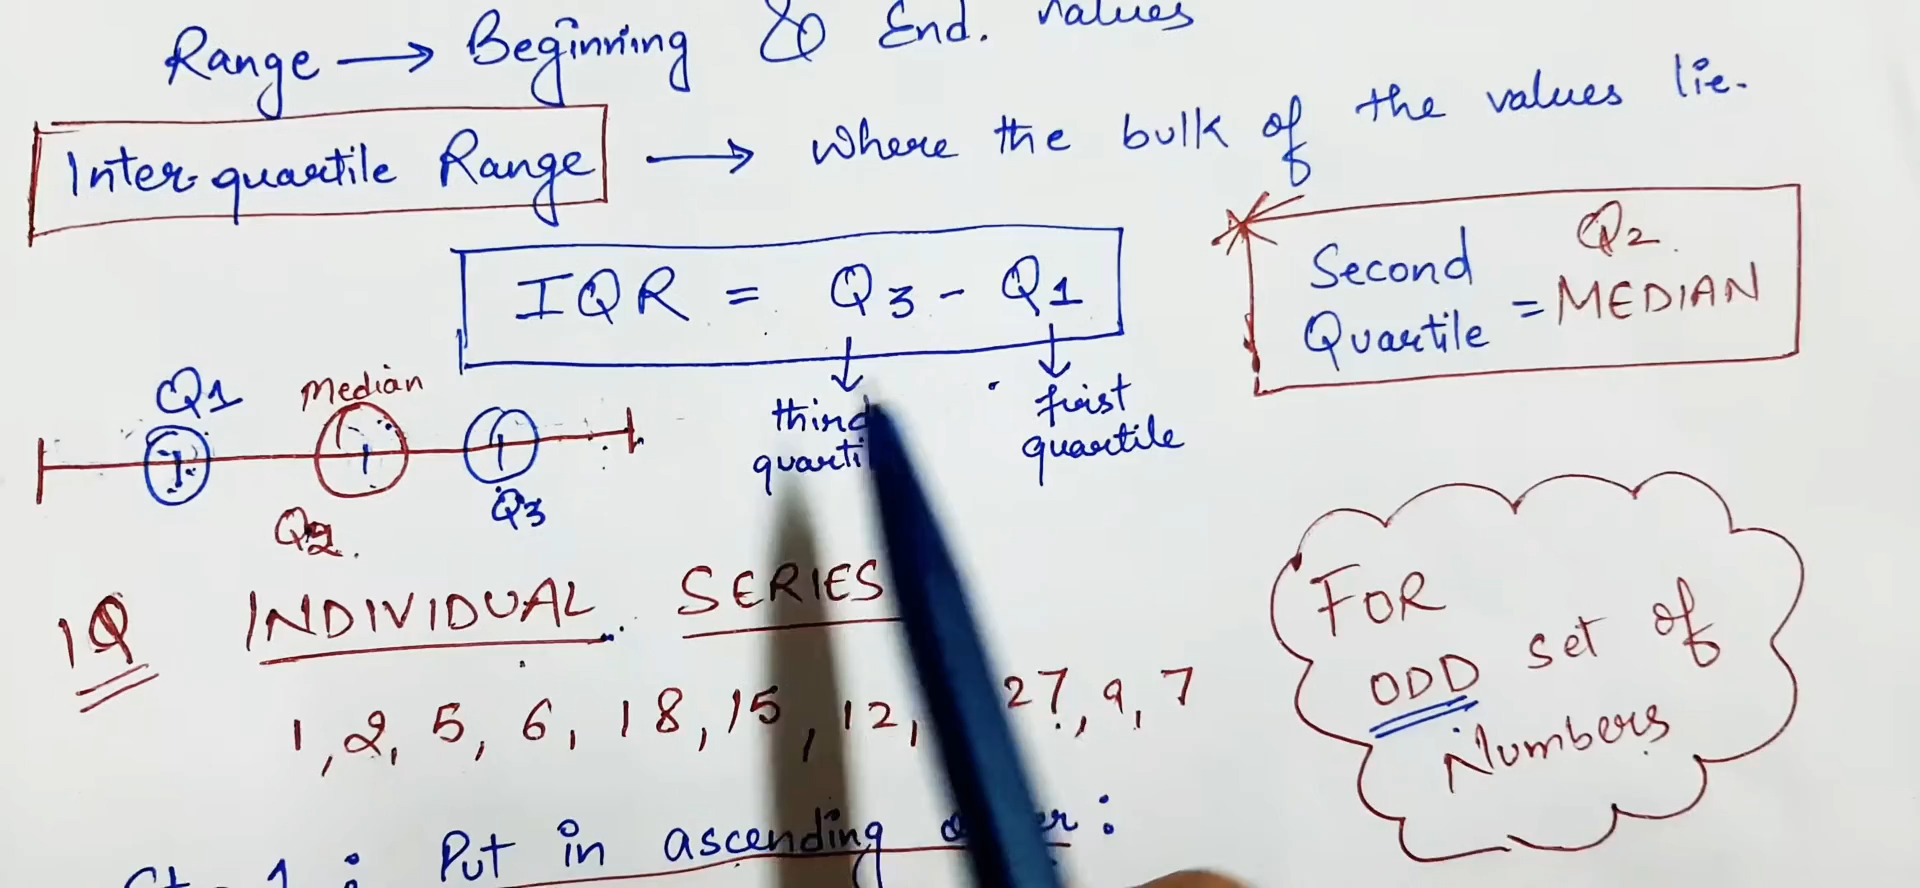 Range → Beginning & End. values
Inter-quartile Range → Where the bulk of the values lie.
IQR = Q3 - Q1
third
first
quartile
Second Quartile = Q2. MEDIAN
Q1
Median
Q2.
Q3
1Q INDIVIDUAL SERIES
1, 2, 5, 6, 18, 15, 12, 27, 9, 7
FOR
ODD set of
Numbers
1 : Put in ascending :